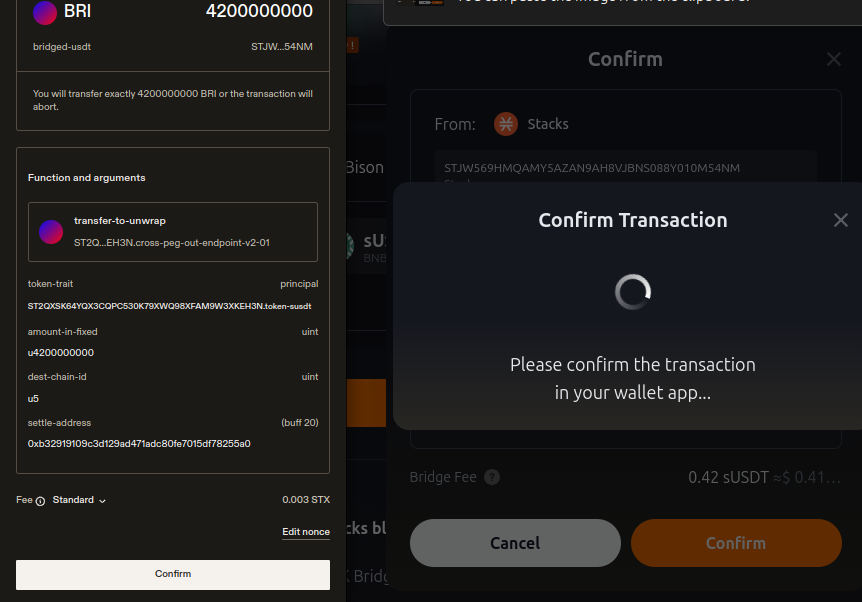 BRI
4200000000
bridged-usdt
STJW...54NM
You will transfer exactly 4200000000 BRI or the transaction will
abort.
Function and arguments
transfer-to-unwrap
ST2Q...EH3N.cross-peg-out-endpoint-v2-01
token-trait
principal
ST2QXSK64YQX3CQPC530K79XWQ98XFAM9W3XKEH3N.token-susdt
amount-in-fixed
uint
u4200000000
dest-chain-id
uint
u5
settle-address
(buff 20)
0xb32919109c3d129ad471adc80fe7015df78255a0
Fee
Standard
0.003 STX
Edit nonce
Confirm
Confirm
From:
Stacks
STJW569HMQAMY5AZAN9AH8VJBNS088Y010M54NM
Bison
sU
BNB
Confirm Transaction
Please confirm the transaction
in your wallet app...
Bridge Fee ?
0.42 sUSDT ≈$ 0.41...
cks bl
Cancel
Confirm
Bridg